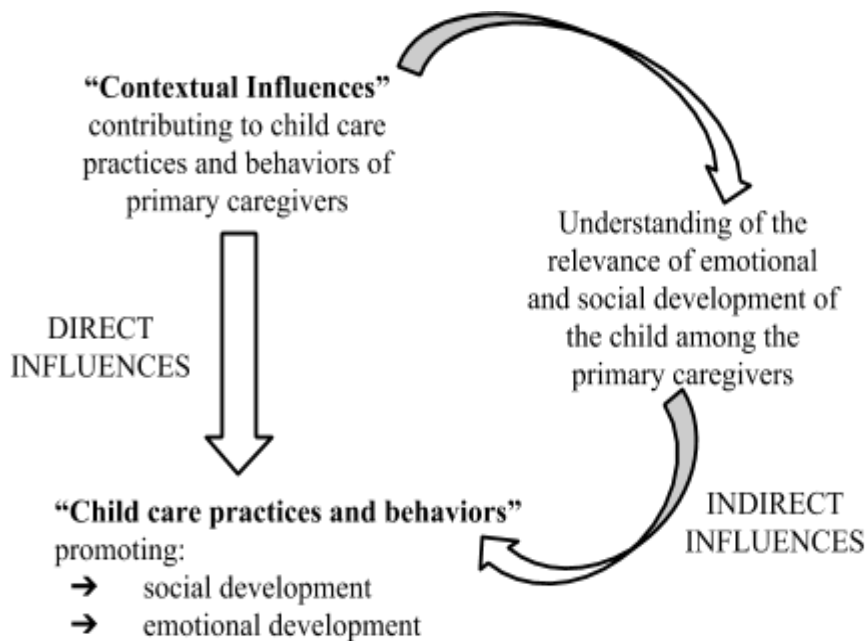 “Contextual Influences”
contributing to child care
practices and behaviors of
primary caregivers
Understanding of the
relevance of emotional
and social development of
the child among the
primary caregivers
DIRECT
INFLUENCES
“Child care practices and behaviors”
promoting:
➔ social development
➔ emotional development
INDIRECT
INFLUENCES